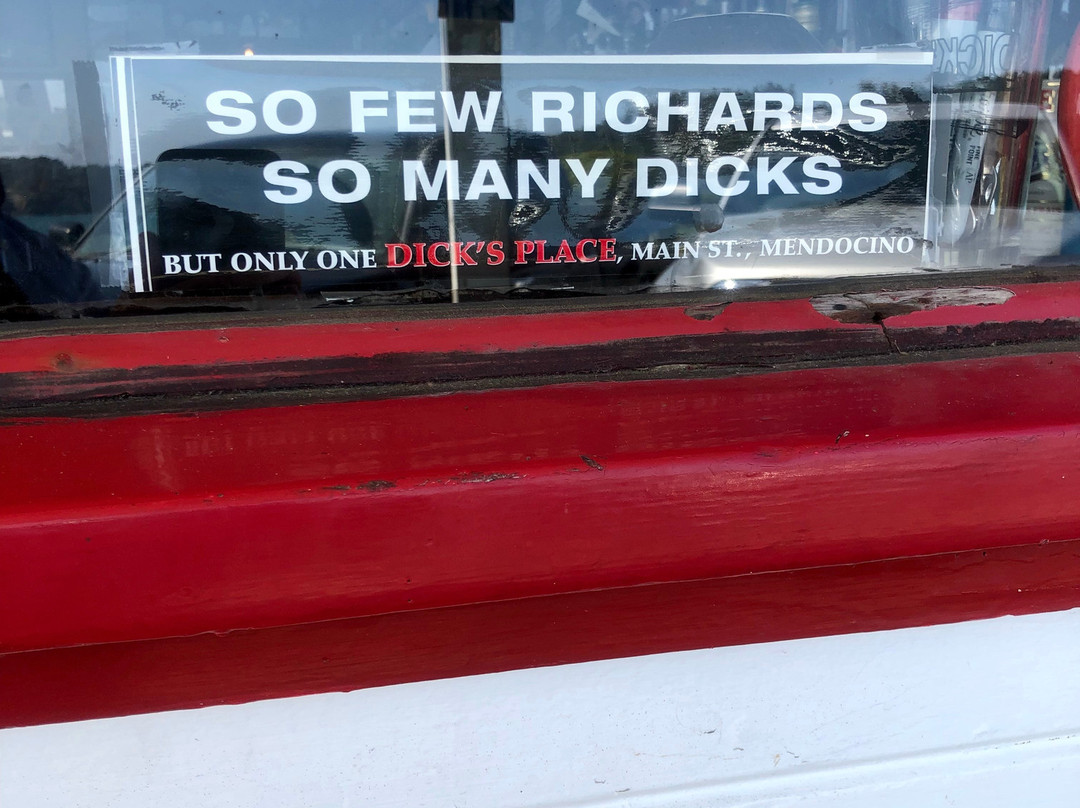 SO FEW RICHARDS
SO MANY DICKS
BUT ONLY ONE DICK'S PLACE, MAIN ST., MENDOCINO